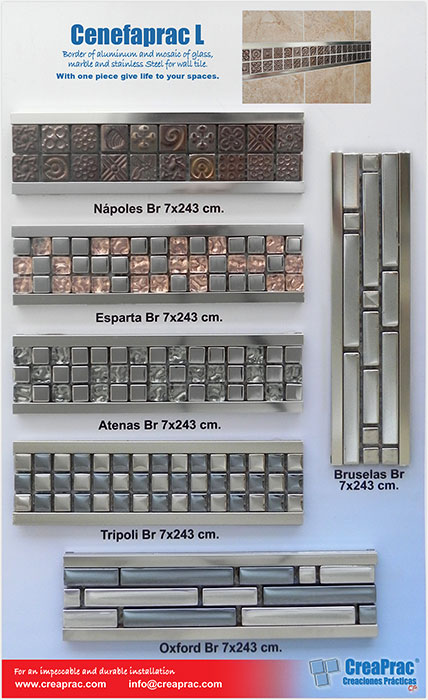 Cenefaprac L
Border of aluminum and mosaic of glass,
marble and stainless Steel for wall tile.
With one piece give life to your spaces.
Nápoles Br 7x243 cm.
Esparta Br 7x243 cm.
Atenas Br 7x243 cm.
Tripoli Br 7x243 cm.
Bruselas Br
7x243 cm.
Oxford Br 7x243 cm.
For an impeccable and durable installation
www.creaprac.com info@creaprac.com
CreaPrac®
Creaciones Prácticas